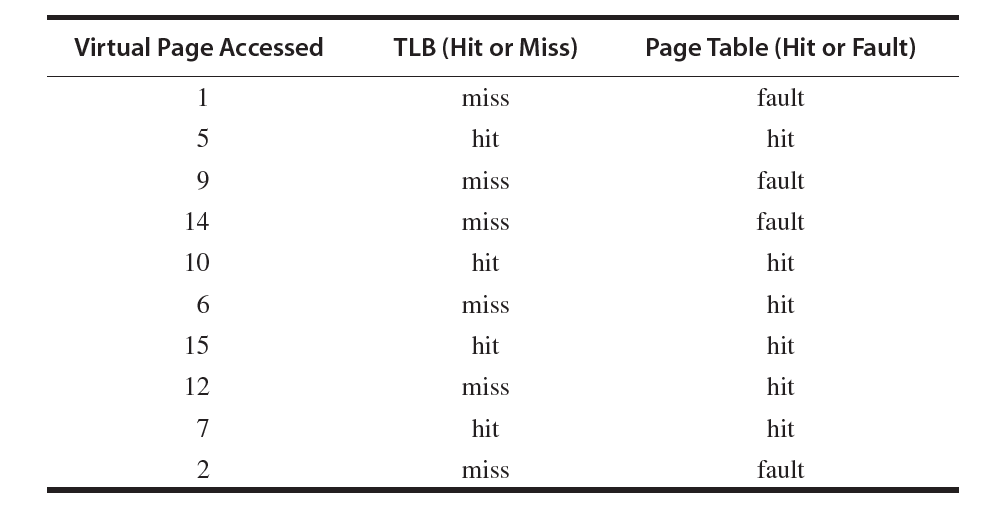 Virtual Page Accessed TLB (Hit or Miss) Page Table (Hit or Fault)
1 miss fault
5 hit hit
9 miss fault
14 miss fault
10 hit hit
6 miss hit
15 hit hit
12 miss hit
7 hit hit
2 miss fault